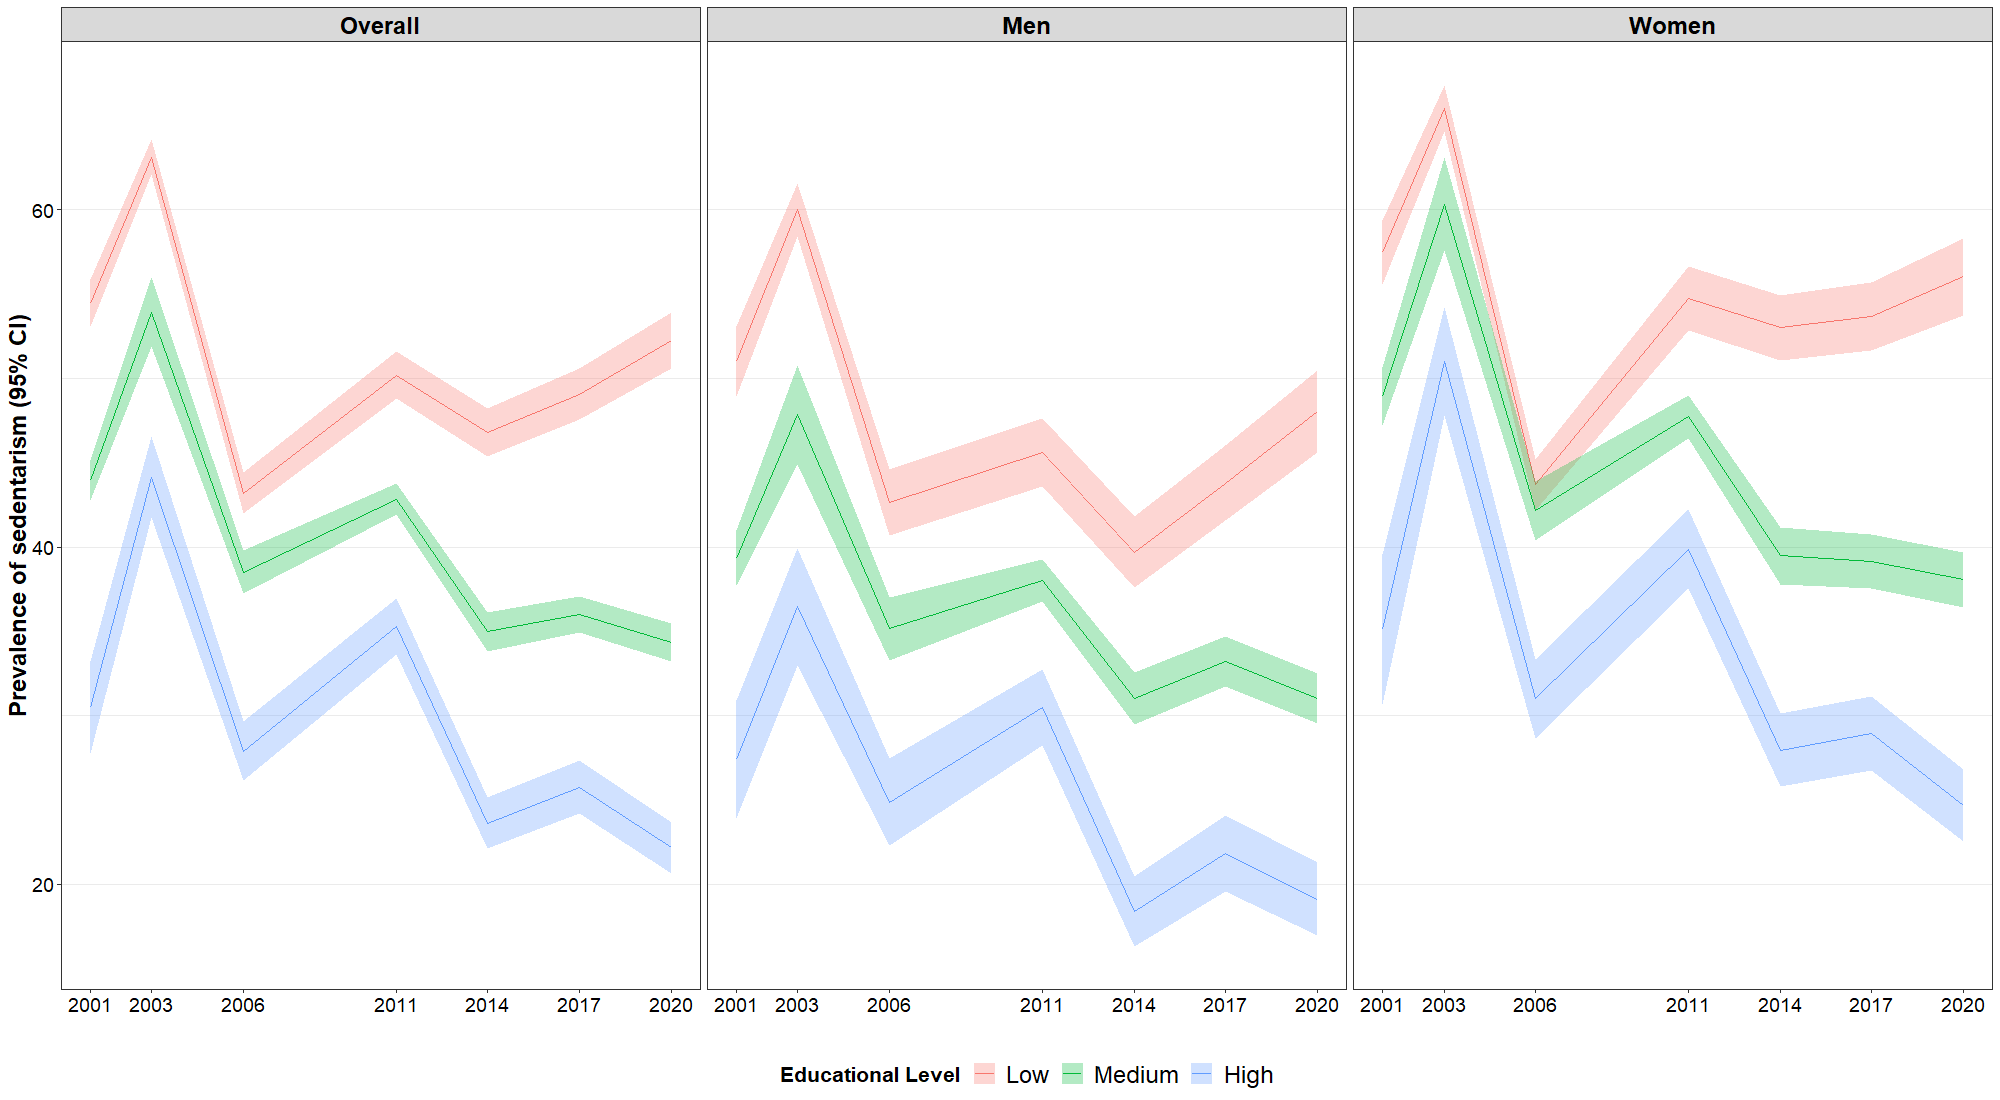 Overall Men Women
Prevalence of sedentarism (95% CI)
60
40
20
2001 2003 2006 2011 2014 2017 2020 2001 2003 2006 2011 2014 2017 2020 2001 2003 2006 2011 2014 2017 2020
Educational Level Low Medium High